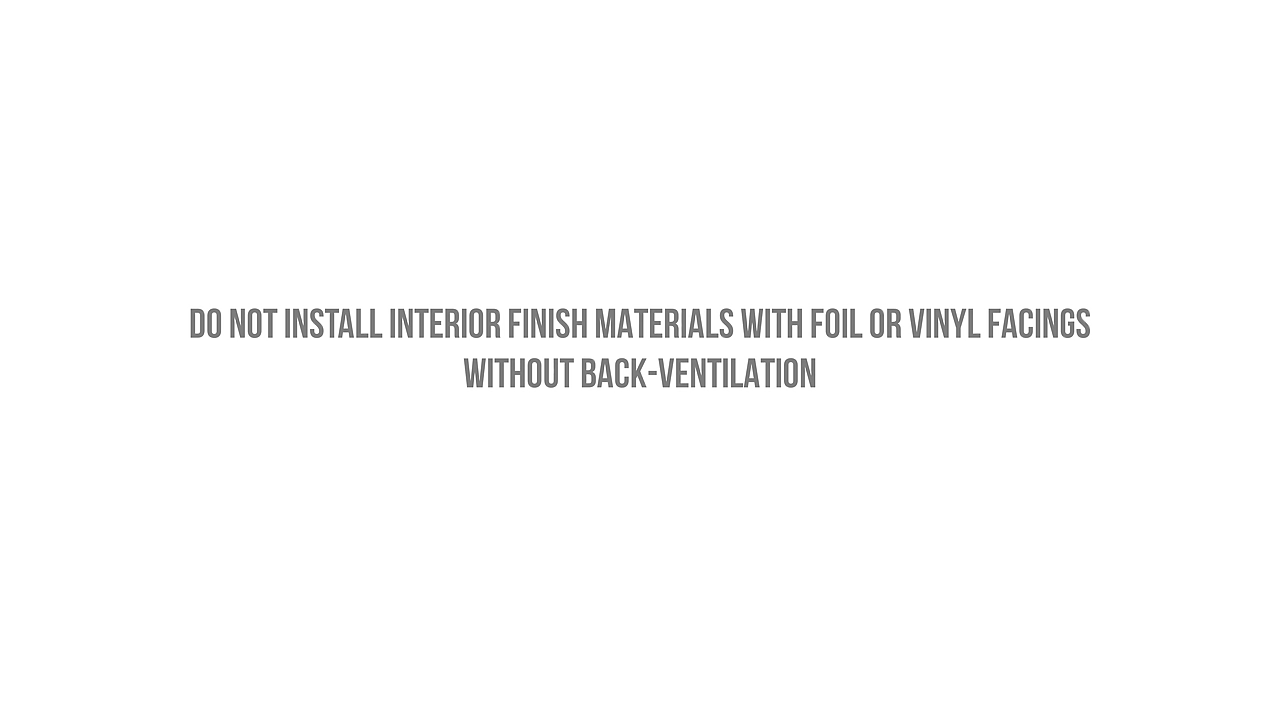 DO NOT INSTALL INTERIOR FINISH MATERIALS WITH FOIL OR VINYL FACINGS
WITHOUT BACK-VENTILATION